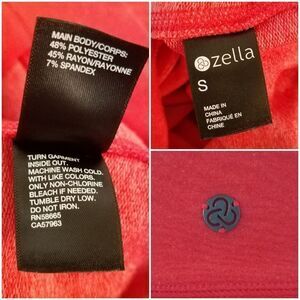 MAIN BODY/CORPS:
48% POLYESTER
45% RAYON/RAYONNE
7% SPANDEX
TURN GARMENT
INSIDE OUT.
MACHINE WASH COLD.
WITH LIKE COLORS.
ONLY NON-CHLORINE
BLEACH IF NEEDED.
TUMBLE DRY LOW.
DO NOT IRON.
RN58665
CA57963
zella
S
MADE IN
CHINA
FABRIQUÉ EN
CHINE